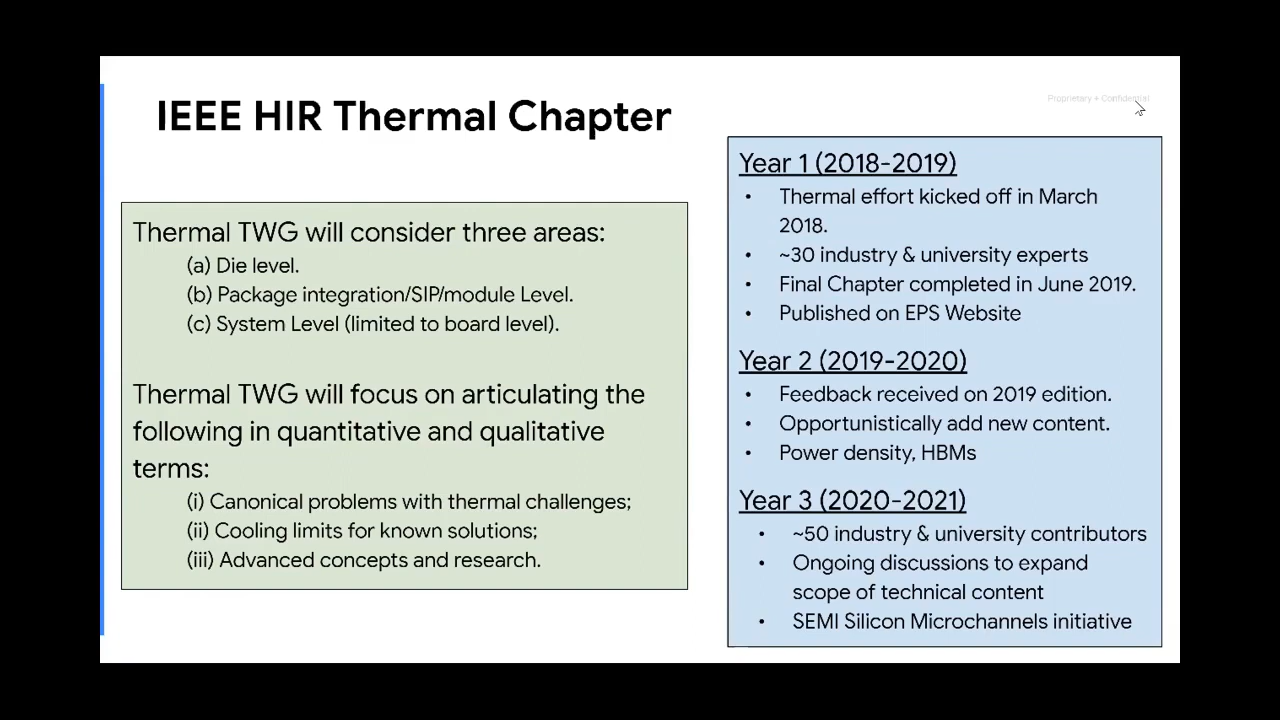 IEEE HIR Thermal Chapter
Proprietary + Confidential
Thermal TWG will consider three areas:
(a) Die level.
(b) Package integration/SIP/module Level.
(c) System Level (limited to board level).
Thermal TWG will focus on articulating the
following in quantitative and qualitative
terms:
(i) Canonical problems with thermal challenges;
(ii) Cooling limits for known solutions;
(iii) Advanced concepts and research.
Year 1 (2018-2019)
• Thermal effort kicked off in March
2018.
• ~30 industry & university experts
• Final Chapter completed in June 2019.
• Published on EPS Website
Year 2 (2019-2020)
• Feedback received on 2019 edition.
• Opportunistically add new content.
• Power density, HBMs
Year 3 (2020-2021)
• ~50 industry & university contributors
• Ongoing discussions to expand
scope of technical content
• SEMI Silicon Microchannels initiative